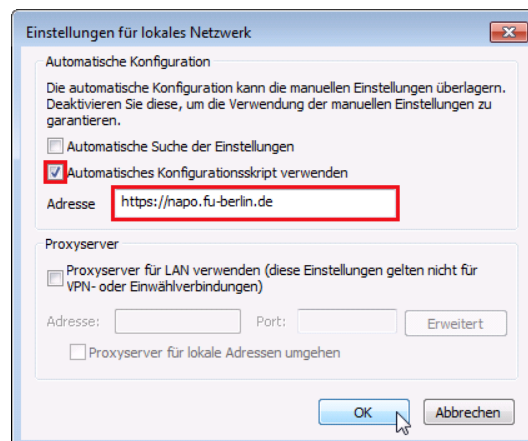 Einstellungen für lokales Netzwerk
Automatische Konfiguration
Die automatische Konfiguration kann die manuellen Einstellungen überlagern.
Deaktivieren Sie diese, um die Verwendung der manuellen Einstellungen zu
garantieren.
Automatische Suche der Einstellungen
Automatisches Konfigurationsskript verwenden
Adresse https://napo.fu-berlin.de
Proxyserver
Proxyserver für LAN verwenden (diese Einstellungen gelten nicht für
VPN- oder Einwählverbindungen)
Adresse: Port: Erweitert
Proxyserver für lokale Adressen umgehen
OK Abbrechen